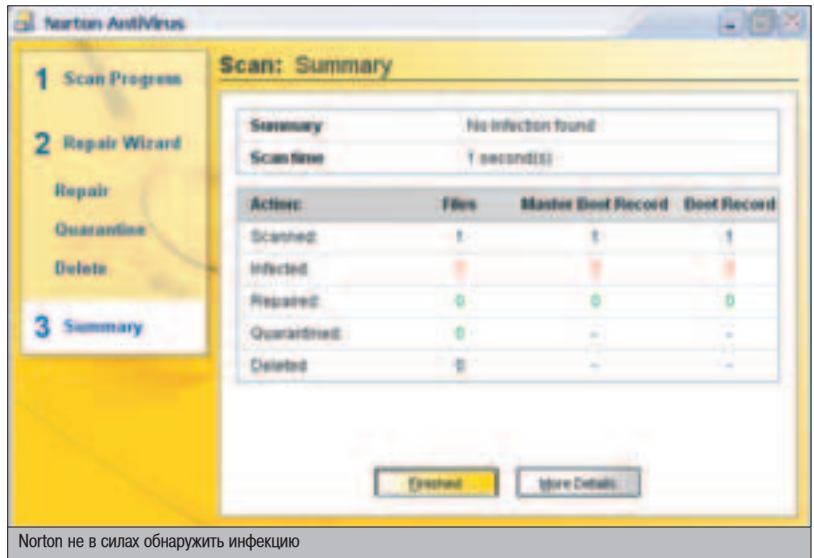 Norton AntiVirus
1 Scan Progress
2 Repair Wizard
Repair
Quarantine
Delete
3 Summary
Scan: Summary
Summary No infection found
Scan time 1 second(s)
Action: Files Master Boot Record Boot Record
Scanned: 1 1 1
Infected:
Repaired: 0 0 0
Quarantined: 0 - -
Deleted: 0 - -
Finished More Details
Norton не в силах обнаружить инфекцию